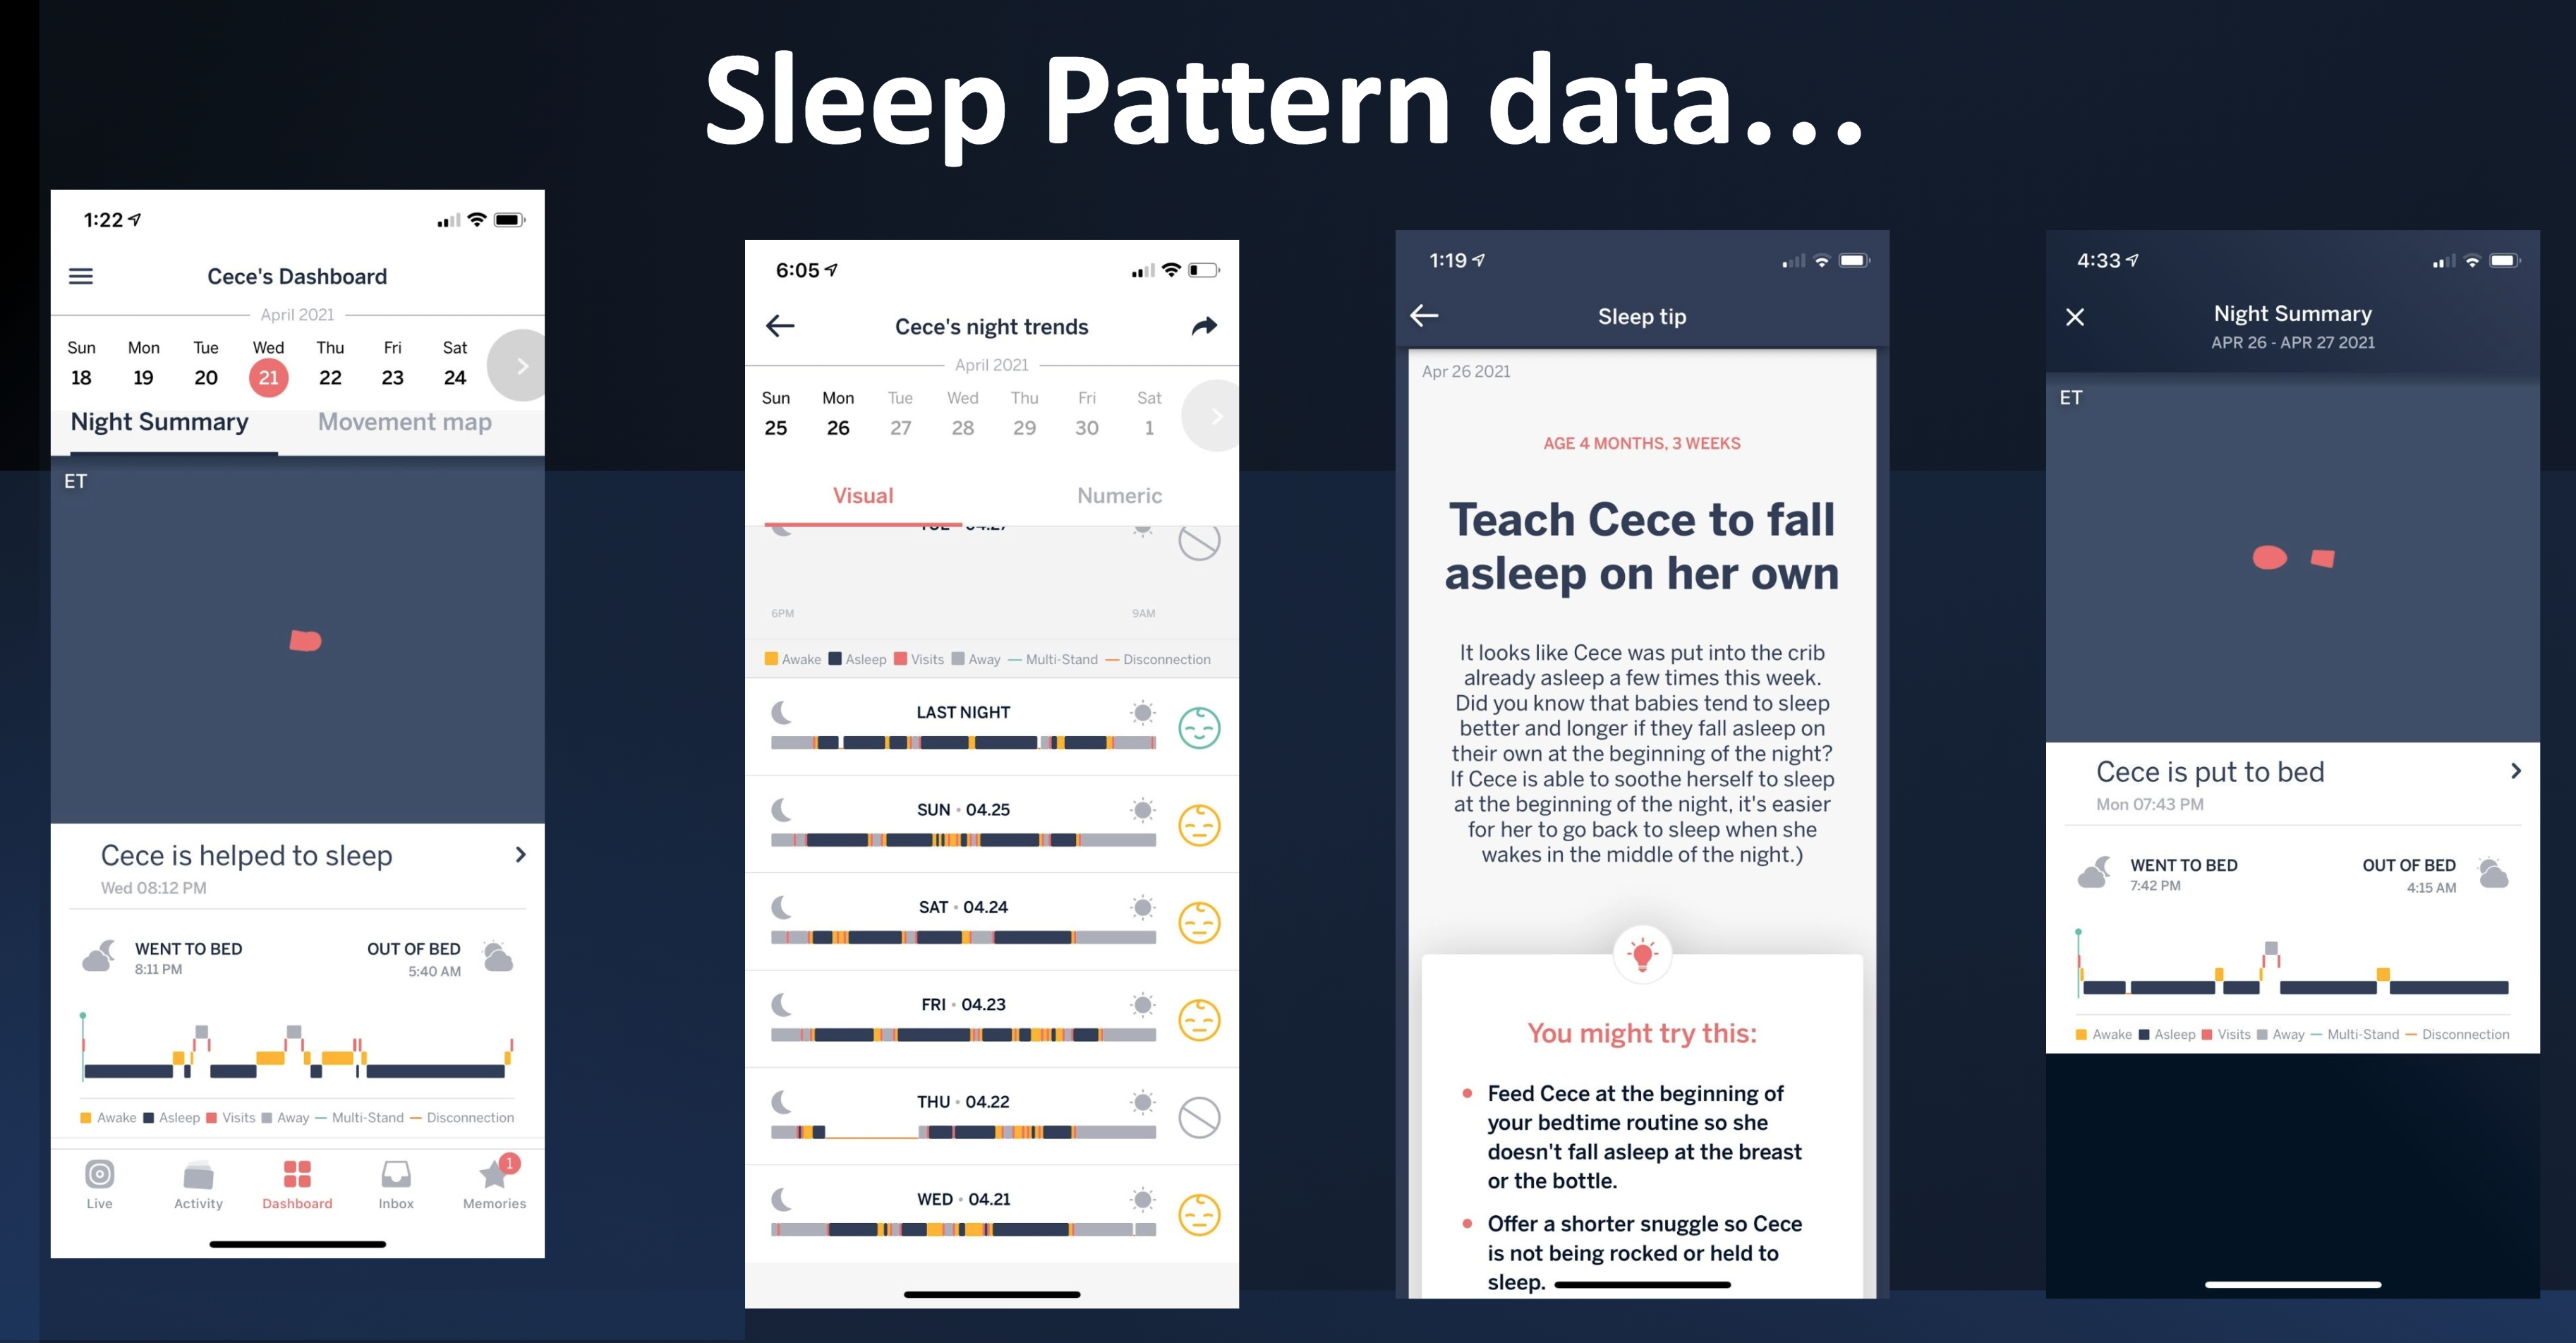 Sleep Pattern data...
1:22
Cece's Dashboard
April 2021
Sun Mon Tue Wed Thu Fri Sat
18 19 20 21 22 23 24
Night Summary Movement map
ET
Cece is helped to sleep
Wed 08:12 PM
WENT TO BED OUT OF BED
8:11 PM 5:40 AM
Awake Asleep Visits Away Multi-Stand Disconnection
1
Live Activity Dashboard Inbox Memories
6:05
Cece's night trends
April 2021
Sun Mon Tue Wed Thu Fri Sat
25 26 27 28 29 30 1
Visual Numeric
6PM 9AM
Awake Asleep Visits Away Multi-Stand Disconnection
LAST NIGHT
SUN • 04.25
SAT • 04.24
FRI • 04.23
THU • 04.22
WED • 04.21
1:19
Sleep tip
Apr 26 2021
AGE 4 MONTHS, 3 WEEKS
Teach Cece to fall
asleep on her own
It looks like Cece was put into the crib
already asleep a few times this week.
Did you know that babies tend to sleep
better and longer if they fall asleep on
their own at the beginning of the night?
If Cece is able to soothe herself to sleep
at the beginning of the night, it's easier
for her to go back to sleep when she
wakes in the middle of the night.)
You might try this:
• Feed Cece at the beginning of
your bedtime routine so she
doesn't fall asleep at the breast
or the bottle.
• Offer a shorter snuggle so Cece
is not being rocked or held to
sleep.
4:33
Night Summary
APR 26 - APR 27 2021
ET
Cece is put to bed
Mon 07:43 PM
WENT TO BED OUT OF BED
7:42 PM 4:15 AM
Awake Asleep Visits Away Multi-Stand Disconnection